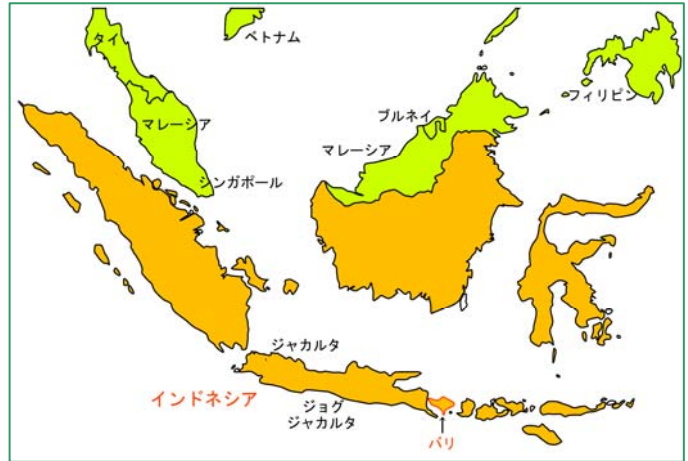 タイ
ベトナム
フィリピン
ブルネイ
マレーシア
マレーシア
シンガポール
ジャカルタ
インドネシア
ジョグ
ジャカルタ
バリ